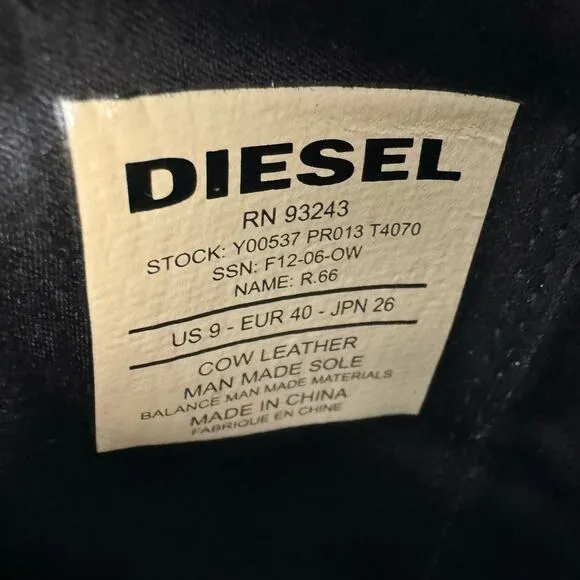 DIESEL
RN 93243
STOCK: Y00537 PR013 T4070
SSN: F12-06-OW
NAME: R.66
US 9 - EUR 40 - JPN 26
COW LEATHER
MAN MADE SOLE
BALANCE MAN MADE MATERIALS
MADE IN CHINA
FABRIQUE EN CHINE